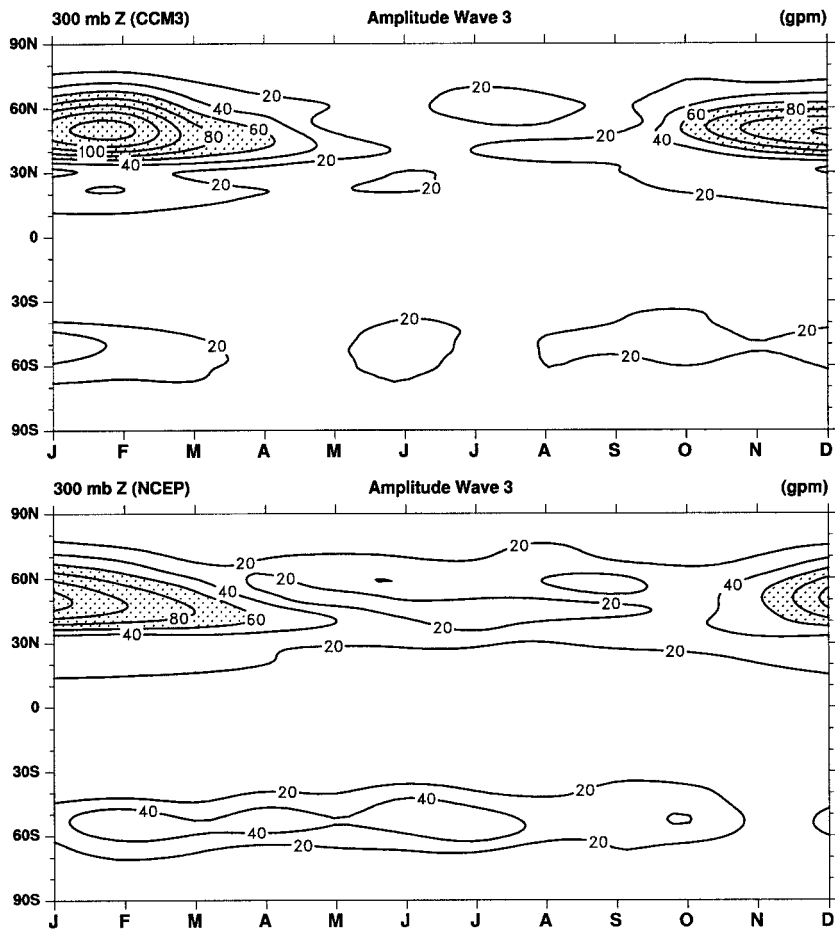 300 mb Z (CCM3) Amplitude Wave 3 (gpm)
90N
20 20
60N 40 60 80
80 60 20 40
100 40 20
30N
20 20 20
0
30S
20 20
20 20
60S
90S
J F M A M J J A S O N D
300 mb Z (NCEP) Amplitude Wave 3 (gpm)
90N
20 20
60N 40 20 40
80 60 20
40 20
30N
20 20
0
30S
20 20
40 40
60S 40
20 20
90S
J F M A M J J A S O N D